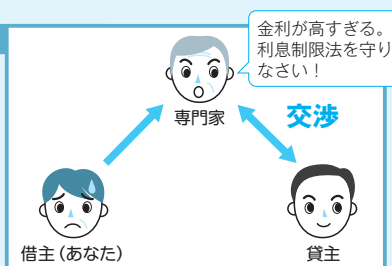 金利が高すぎる。
利息制限法を守り
なさい！
専門家
交渉
借主（あなた）
貸主